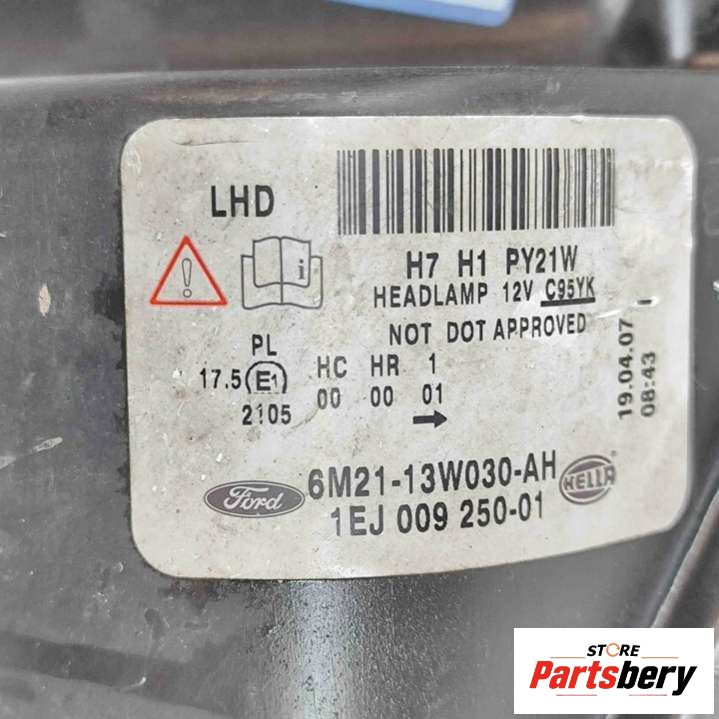 LHD
H7 H1 PY21W
HEADLAMP 12V C95YK
NOT DOT APPROVED
PL
HC HR 1
17.5 E1
00 00 01
2105
19.04.07 1
08:43
Ford
6M21-13W030-AH
HELLA
1EJ 009 250-01
STORE
Partsbery